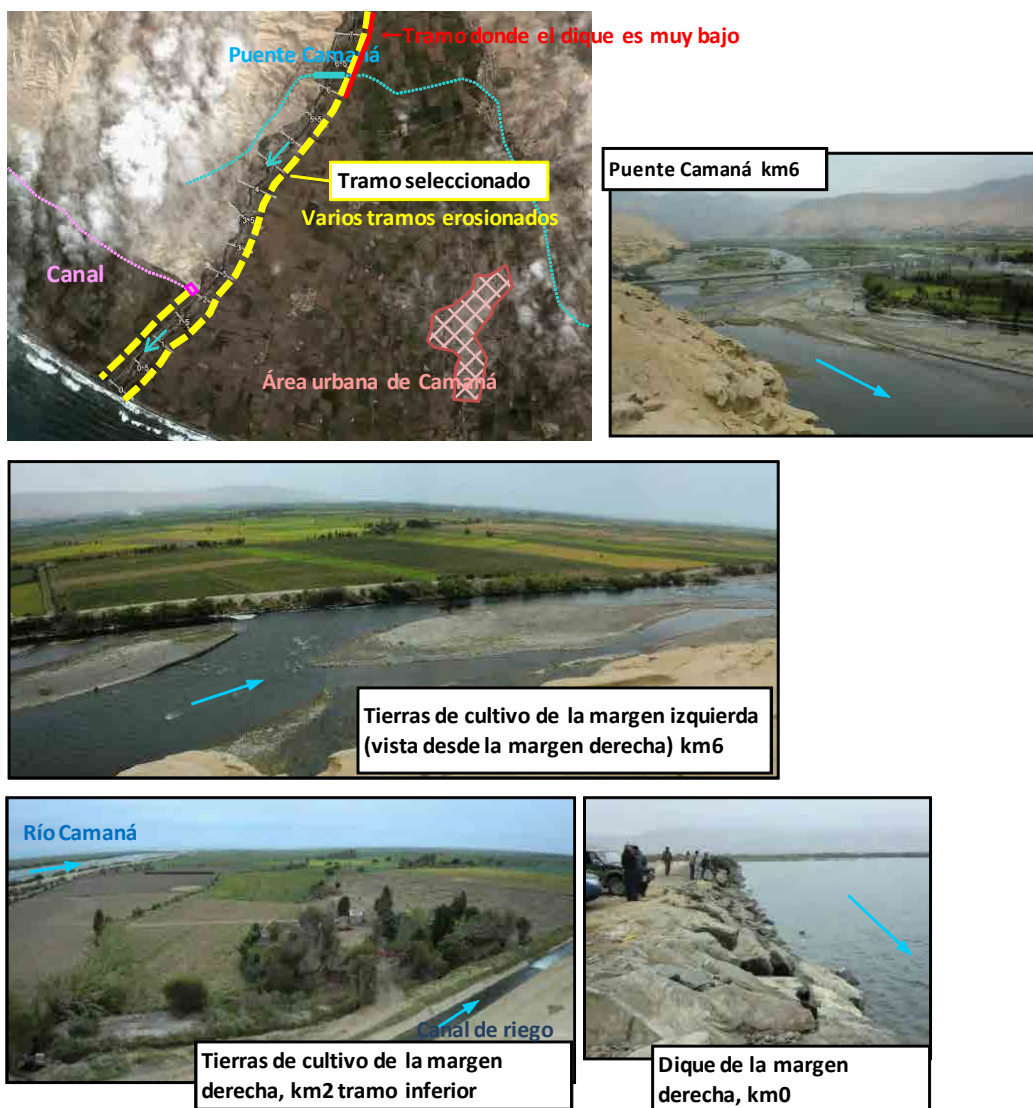 Tramo donde el dique es muy bajo
Puente Camaná
Tramo seleccionado
Varios tramos erosionados
Canal
Área urbana de Camaná
Puente Camaná km6
Tierras de cultivo de la margen izquierda
(vista desde la margen derecha) km6
Río Camaná
Canal de riego
Tierras de cultivo de la margen
derecha, km2 tramo inferior
Dique de la margen
derecha, km0